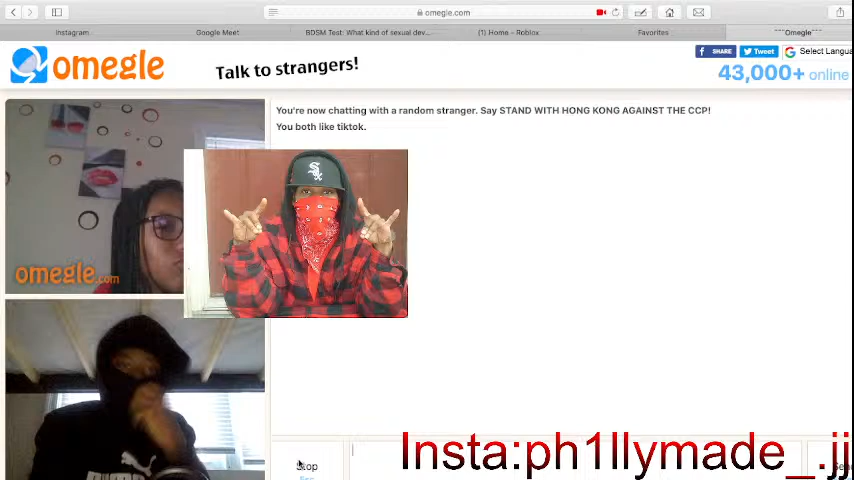 omegle.com
Instagram
Google Meet
BDSM Test: What kind of sexual dev...
(1) Home - Roblox
Favorites
***Omegle***
omegle
Talk to strangers!
SHARE
Tweet
G Select Langua
43,000+ online
You're now chatting with a random stranger. Say STAND WITH HONG KONG AGAINST THE CCP!
You both like tiktok.
omegle.com
PUMA
Stop
Esc
Insta:ph1llymade_.jj